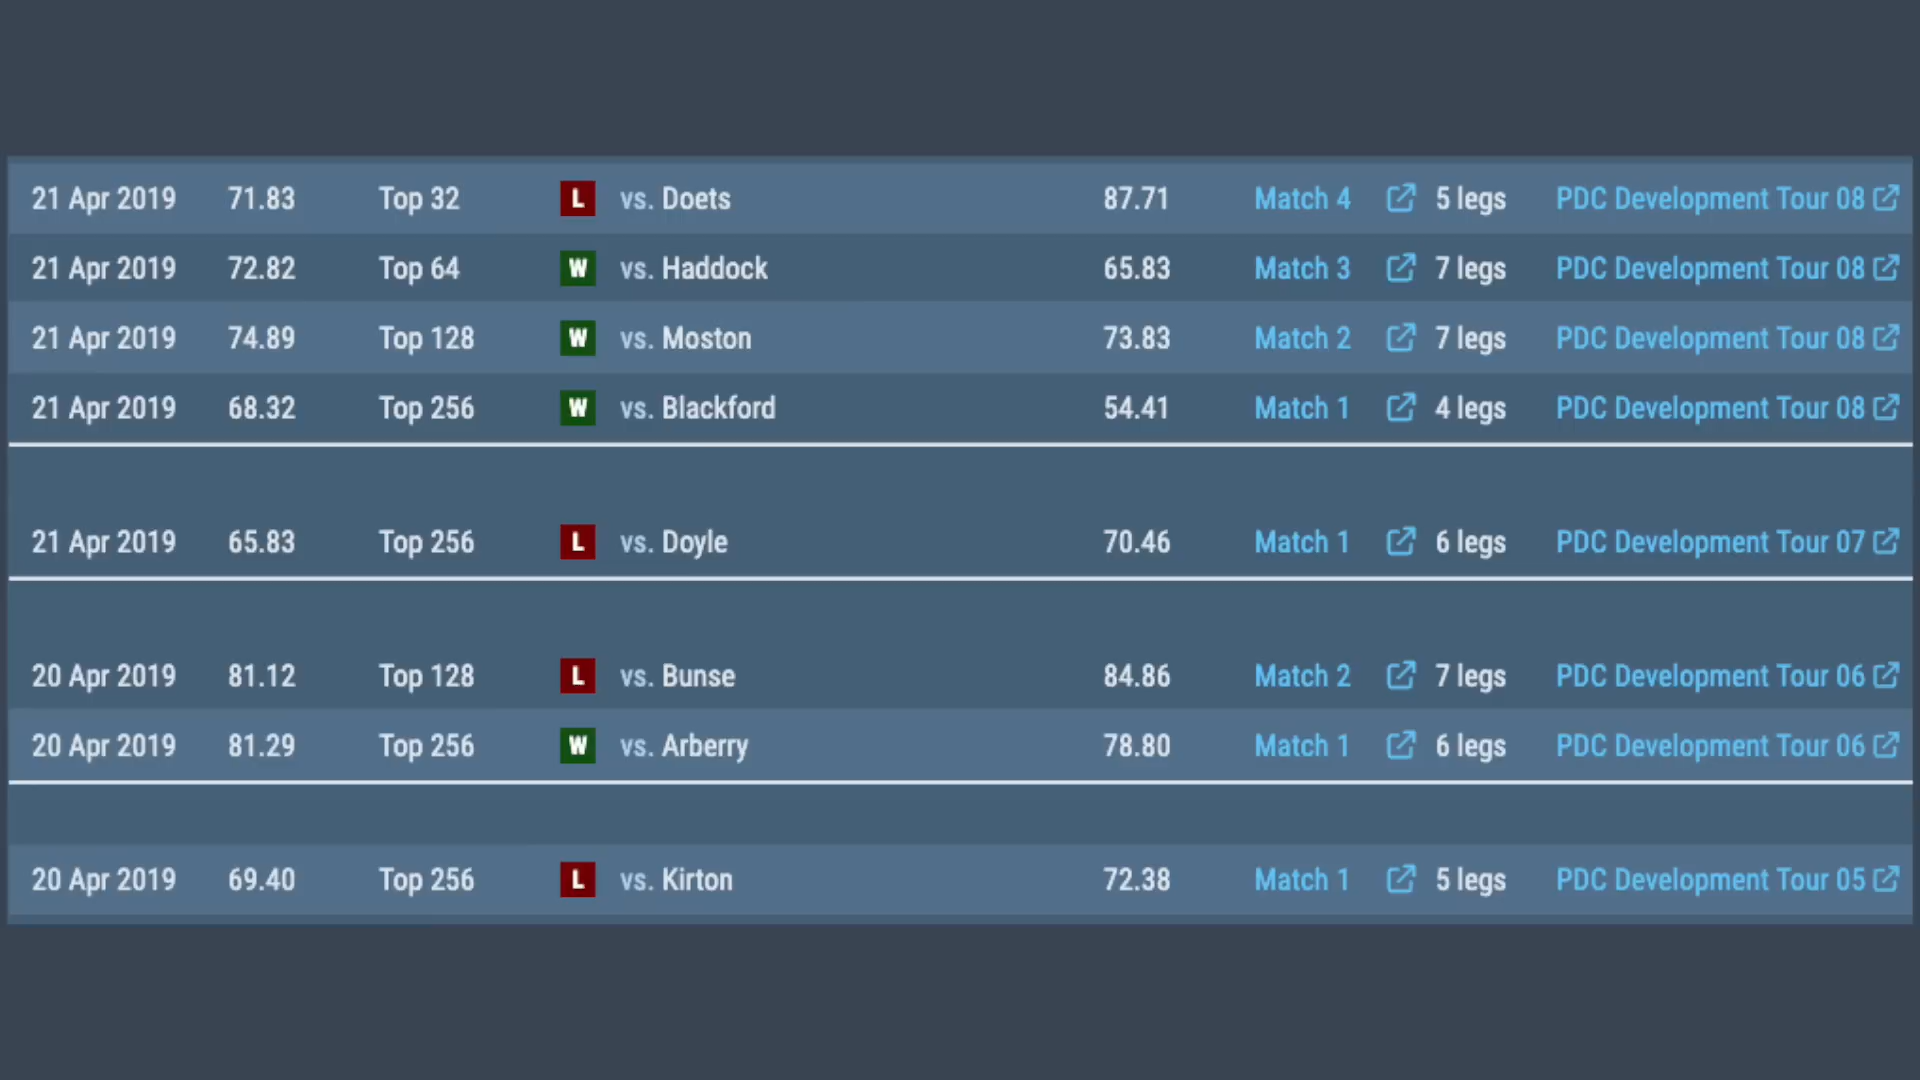 21 Apr 2019 71.83 Top 32 L vs. Doets 87.71 Match 4 5 legs PDC Development Tour 08
21 Apr 2019 72.82 Top 64 W vs. Haddock 65.83 Match 3 7 legs PDC Development Tour 08
21 Apr 2019 74.89 Top 128 W vs. Moston 73.83 Match 2 7 legs PDC Development Tour 08
21 Apr 2019 68.32 Top 256 W vs. Blackford 54.41 Match 1 4 legs PDC Development Tour 08
21 Apr 2019 65.83 Top 256 L vs. Doyle 70.46 Match 1 6 legs PDC Development Tour 07
20 Apr 2019 81.12 Top 128 L vs. Bunse 84.86 Match 2 7 legs PDC Development Tour 06
20 Apr 2019 81.29 Top 256 W vs. Arberry 78.80 Match 1 6 legs PDC Development Tour 06
20 Apr 2019 69.40 Top 256 L vs. Kirton 72.38 Match 1 5 legs PDC Development Tour 05